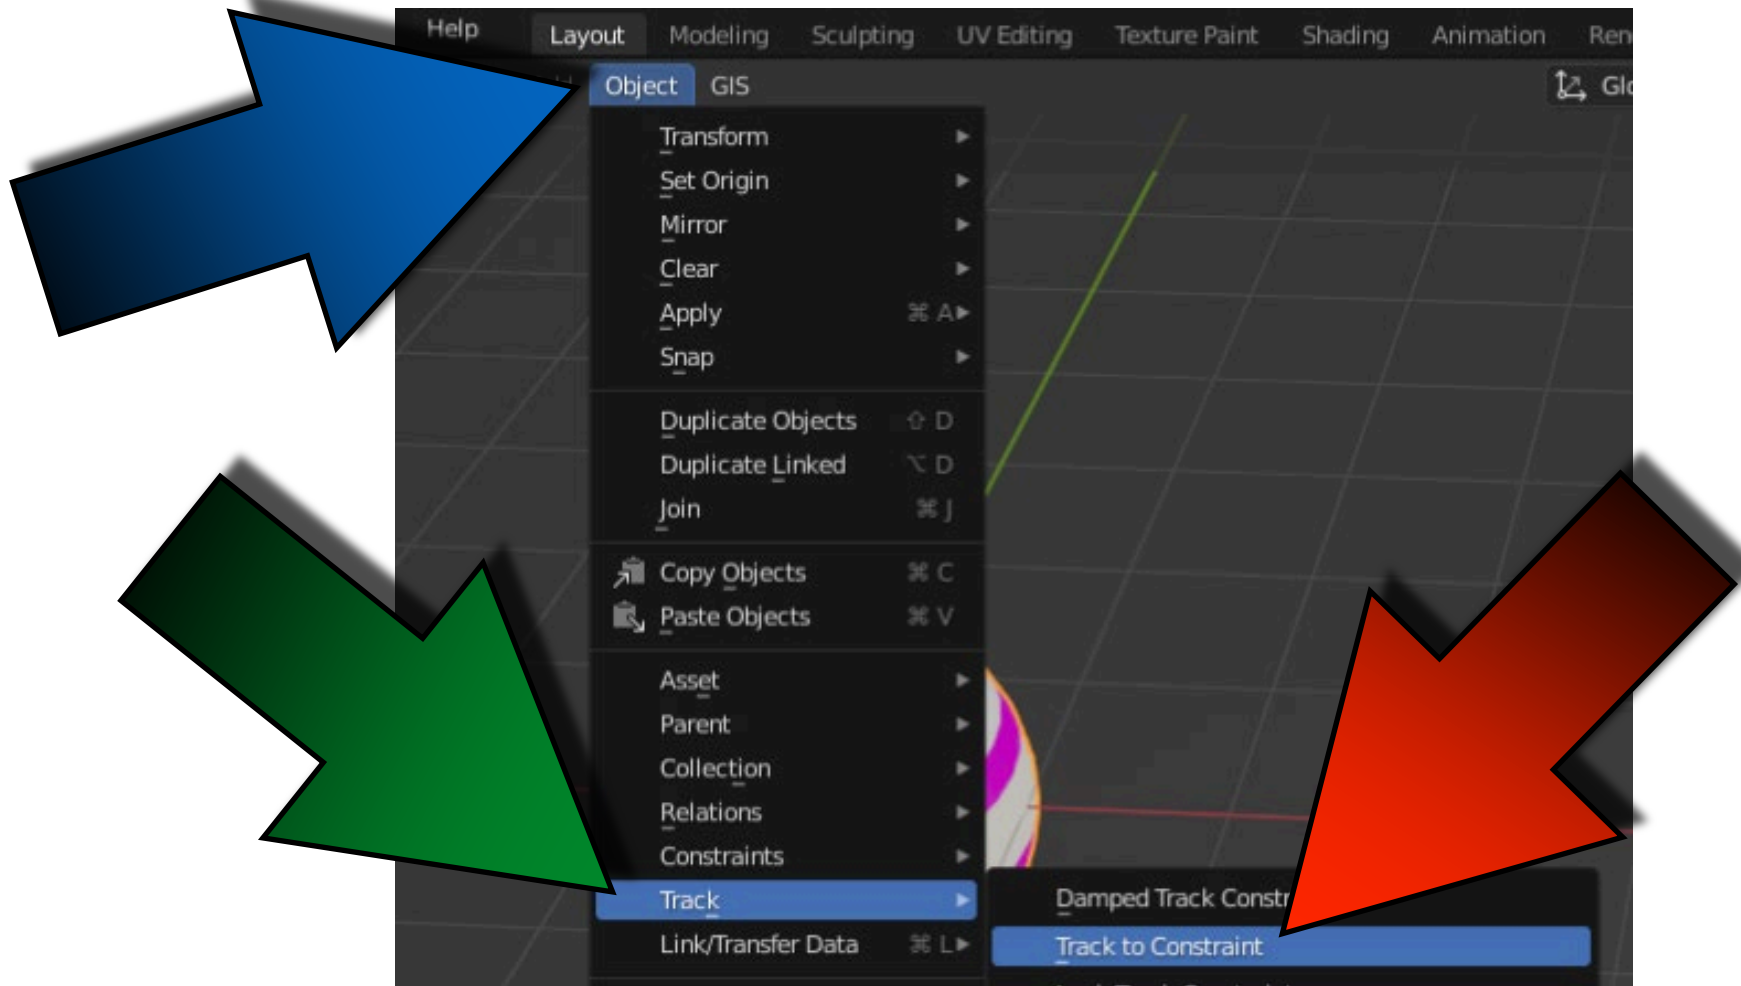 Help Layout Modeling Sculpting UV Editing Texture Paint Shading Animation
Object GIS
Transform
Set Origin
Mirror
Clear
Apply ⌘ A
Snap
Duplicate Objects ⇧ D
Duplicate Linked ⌥ D
Join ⌘ J
Copy Objects ⌘ C
Paste Objects ⌘ V
Asset
Parent
Collection
Relations
Constraints
Track
Damped Track
Link/Transfer Data ⌘ L
Track to Constraint